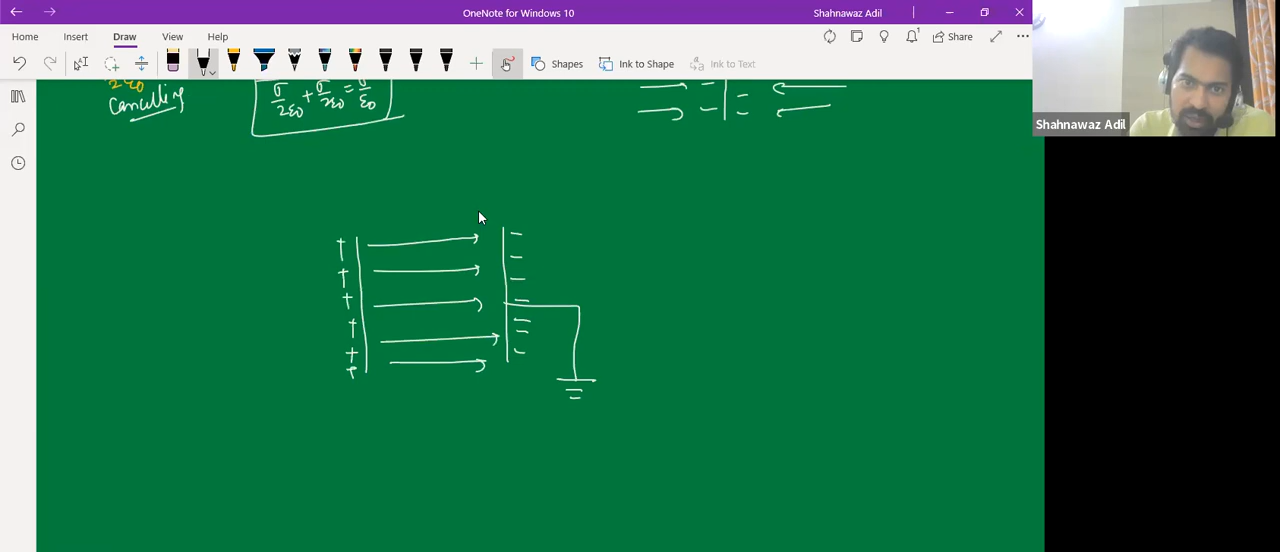 OneNote for Windows 10
Shahnawaz Adil
Home Insert Draw View Help
Share
Shapes
Ink to Shape
Ink to Text
2ε0
Cancelling
σ/2ε0 + σ/2ε0 = σ/ε0
Shahnawaz Adil